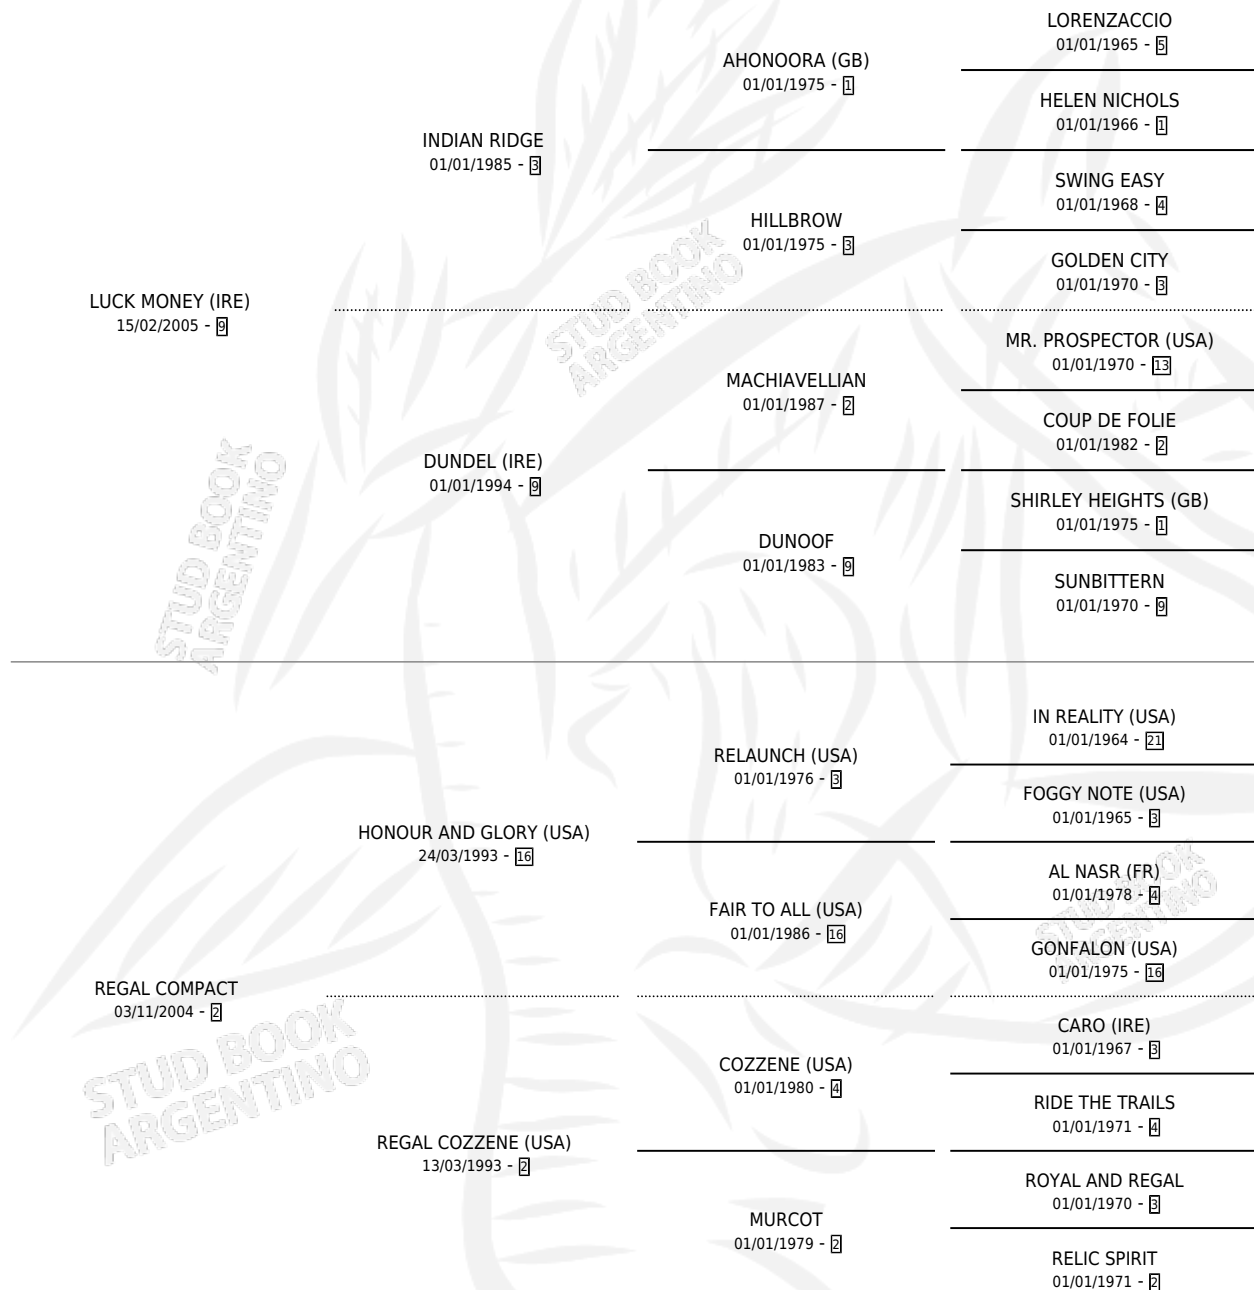 LORENZACCIO
01/01/1965 - 5
AHONOORA (GB)
01/01/1975 - 1
HELEN NICHOLS
01/01/1966 - 1
INDIAN RIDGE
01/01/1985 - 3
SWING EASY
01/01/1968 - 4
HILLBROW
01/01/1975 - 3
GOLDEN CITY
01/01/1970 - 3
LUCK MONEY (IRE)
15/02/2005 - 9
STUD BOOK
ARGENTINO
MR. PROSPECTOR (USA)
01/01/1970 - 13
MACHIAVELLIAN
01/01/1987 - 2
COUP DE FOLIE
01/01/1982 - 2
DUNDEL (IRE)
01/01/1994 - 9
SHIRLEY HEIGHTS (GB)
01/01/1975 - 1
DUNOOF
01/01/1983 - 9
SUNBITTERN
01/01/1970 - 9
STUD BOOK
ARGENTINO
IN REALITY (USA)
01/01/1964 - 21
RELAUNCH (USA)
01/01/1976 - 3
FOGGY NOTE (USA)
01/01/1965 - 3
HONOUR AND GLORY (USA)
24/03/1993 - 16
AL NASR (FR)
01/01/1978 - 4
FAIR TO ALL (USA)
01/01/1986 - 16
STUD BOOK
ARGENTINO
GONFALON (USA)
01/01/1975 - 16
REGAL COMPACT
03/11/2004 - 2
CARO (IRE)
01/01/1967 - 3
COZZENE (USA)
01/01/1980 - 4
STUD BOOK
ARGENTINO
RIDE THE TRAILS
01/01/1971 - 4
REGAL COZZENE (USA)
13/03/1993 - 2
ROYAL AND REGAL
01/01/1970 - 3
MURCOT
01/01/1979 - 2
RELIC SPIRIT
01/01/1971 - 2